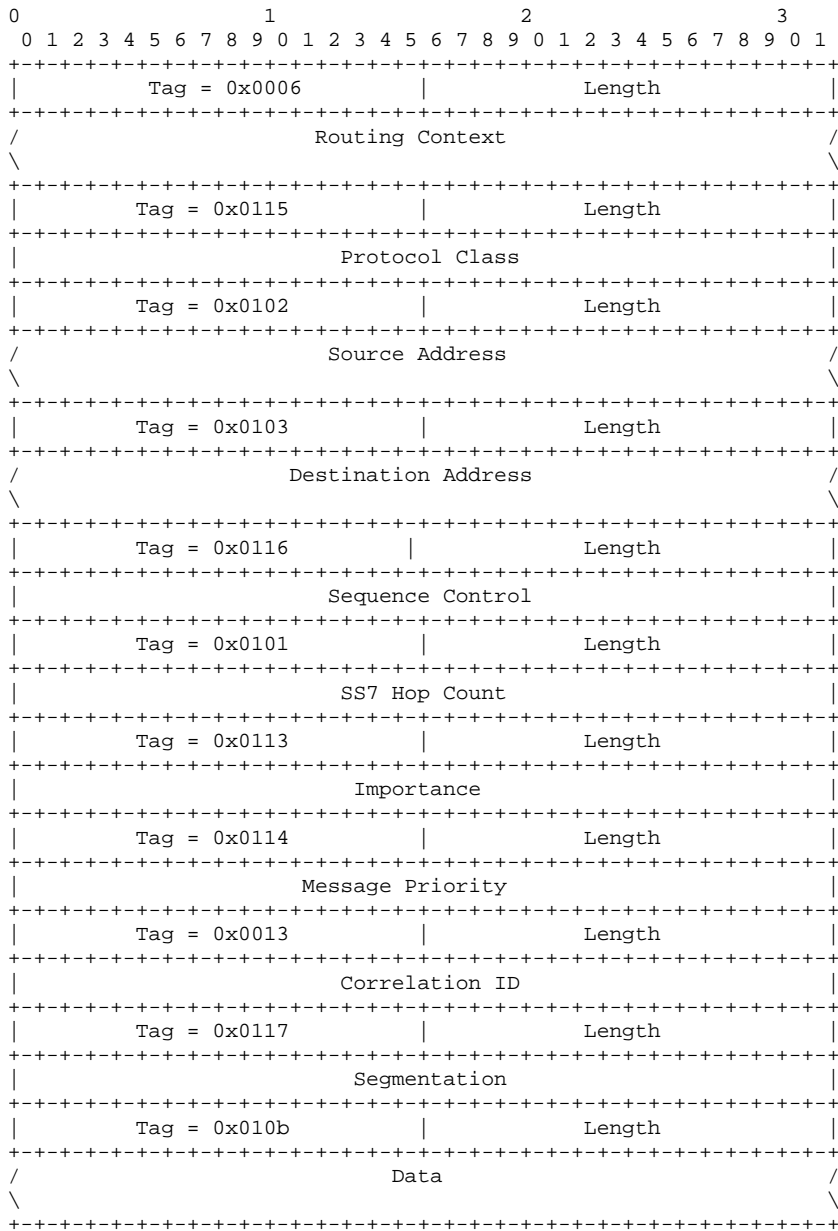 0                   1                   2                   3
 0 1 2 3 4 5 6 7 8 9 0 1 2 3 4 5 6 7 8 9 0 1 2 3 4 5 6 7 8 9 0 1
+-+-+-+-+-+-+-+-+-+-+-+-+-+-+-+-+-+-+-+-+-+-+-+-+-+-+-+-+-+-+-+-+
|          Tag = 0x0006         |            Length             |
+-+-+-+-+-+-+-+-+-+-+-+-+-+-+-+-+-+-+-+-+-+-+-+-+-+-+-+-+-+-+-+-+
/                       Routing Context                         /
\                                                               \
+-+-+-+-+-+-+-+-+-+-+-+-+-+-+-+-+-+-+-+-+-+-+-+-+-+-+-+-+-+-+-+-+
|         Tag = 0x0115          |            Length             |
+-+-+-+-+-+-+-+-+-+-+-+-+-+-+-+-+-+-+-+-+-+-+-+-+-+-+-+-+-+-+-+-+
|                         Protocol Class                        |
+-+-+-+-+-+-+-+-+-+-+-+-+-+-+-+-+-+-+-+-+-+-+-+-+-+-+-+-+-+-+-+-+
|         Tag = 0x0102          |            Length             |
+-+-+-+-+-+-+-+-+-+-+-+-+-+-+-+-+-+-+-+-+-+-+-+-+-+-+-+-+-+-+-+-+
/                        Source Address                         /
\                                                               \
+-+-+-+-+-+-+-+-+-+-+-+-+-+-+-+-+-+-+-+-+-+-+-+-+-+-+-+-+-+-+-+-+
|         Tag = 0x0103          |            Length             |
+-+-+-+-+-+-+-+-+-+-+-+-+-+-+-+-+-+-+-+-+-+-+-+-+-+-+-+-+-+-+-+-+
/                     Destination Address                       /
\                                                               \
+-+-+-+-+-+-+-+-+-+-+-+-+-+-+-+-+-+-+-+-+-+-+-+-+-+-+-+-+-+-+-+-+
|         Tag = 0x0116         |             Length             |
+-+-+-+-+-+-+-+-+-+-+-+-+-+-+-+-+-+-+-+-+-+-+-+-+-+-+-+-+-+-+-+-+
|                        Sequence Control                       |
+-+-+-+-+-+-+-+-+-+-+-+-+-+-+-+-+-+-+-+-+-+-+-+-+-+-+-+-+-+-+-+-+
|         Tag = 0x0101          |            Length             |
+-+-+-+-+-+-+-+-+-+-+-+-+-+-+-+-+-+-+-+-+-+-+-+-+-+-+-+-+-+-+-+-+
|                       SS7 Hop Count                           |
+-+-+-+-+-+-+-+-+-+-+-+-+-+-+-+-+-+-+-+-+-+-+-+-+-+-+-+-+-+-+-+-+
|         Tag = 0x0113          |            Length             |
+-+-+-+-+-+-+-+-+-+-+-+-+-+-+-+-+-+-+-+-+-+-+-+-+-+-+-+-+-+-+-+-+
|                          Importance                           |
+-+-+-+-+-+-+-+-+-+-+-+-+-+-+-+-+-+-+-+-+-+-+-+-+-+-+-+-+-+-+-+-+
|         Tag = 0x0114          |            Length             |
+-+-+-+-+-+-+-+-+-+-+-+-+-+-+-+-+-+-+-+-+-+-+-+-+-+-+-+-+-+-+-+-+
|                      Message Priority                         |
+-+-+-+-+-+-+-+-+-+-+-+-+-+-+-+-+-+-+-+-+-+-+-+-+-+-+-+-+-+-+-+-+
|         Tag = 0x0013          |            Length             |
+-+-+-+-+-+-+-+-+-+-+-+-+-+-+-+-+-+-+-+-+-+-+-+-+-+-+-+-+-+-+-+-+
|                         Correlation ID                        |
+-+-+-+-+-+-+-+-+-+-+-+-+-+-+-+-+-+-+-+-+-+-+-+-+-+-+-+-+-+-+-+-+
|         Tag = 0x0117          |            Length             |
+-+-+-+-+-+-+-+-+-+-+-+-+-+-+-+-+-+-+-+-+-+-+-+-+-+-+-+-+-+-+-+-+
|                          Segmentation                         |
+-+-+-+-+-+-+-+-+-+-+-+-+-+-+-+-+-+-+-+-+-+-+-+-+-+-+-+-+-+-+-+-+
|         Tag = 0x010b          |            Length             |
+-+-+-+-+-+-+-+-+-+-+-+-+-+-+-+-+-+-+-+-+-+-+-+-+-+-+-+-+-+-+-+-+
/                             Data                              /
\                                                               \
+-+-+-+-+-+-+-+-+-+-+-+-+-+-+-+-+-+-+-+-+-+-+-+-+-+-+-+-+-+-+-+-+